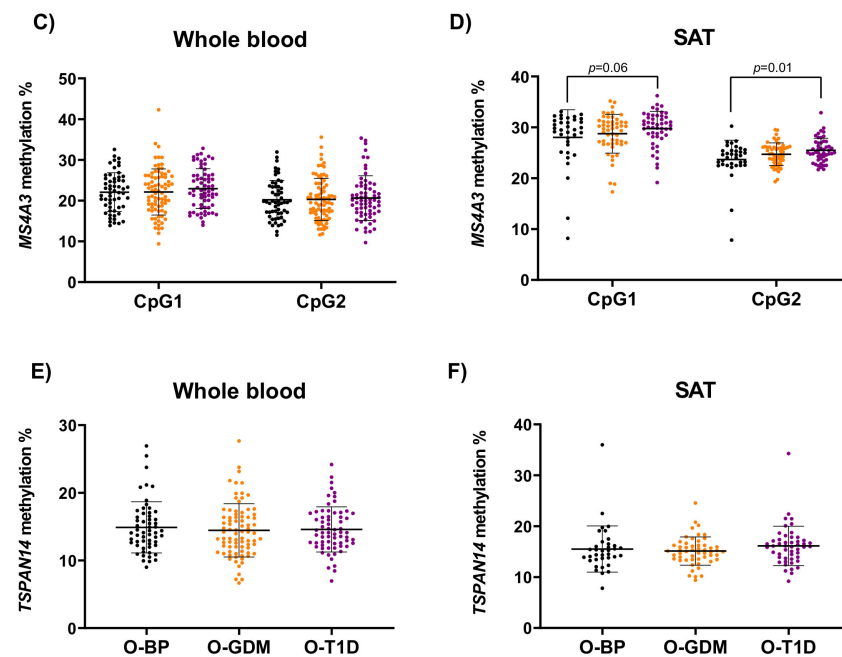 C)
Whole blood
MS4A3 methylation %
50
40
30
20
10
0
CpG1
CpG2
D)
SAT
p=0.06
p=0.01
MS4A3 methylation %
40
30
20
10
0
CpG1
CpG2
E)
Whole blood
TSPAN14 methylation %
30
20
10
0
O-BP
O-GDM
O-T1D
F)
SAT
TSPAN14 methylation %
40
30
20
10
0
O-BP
O-GDM
O-T1D